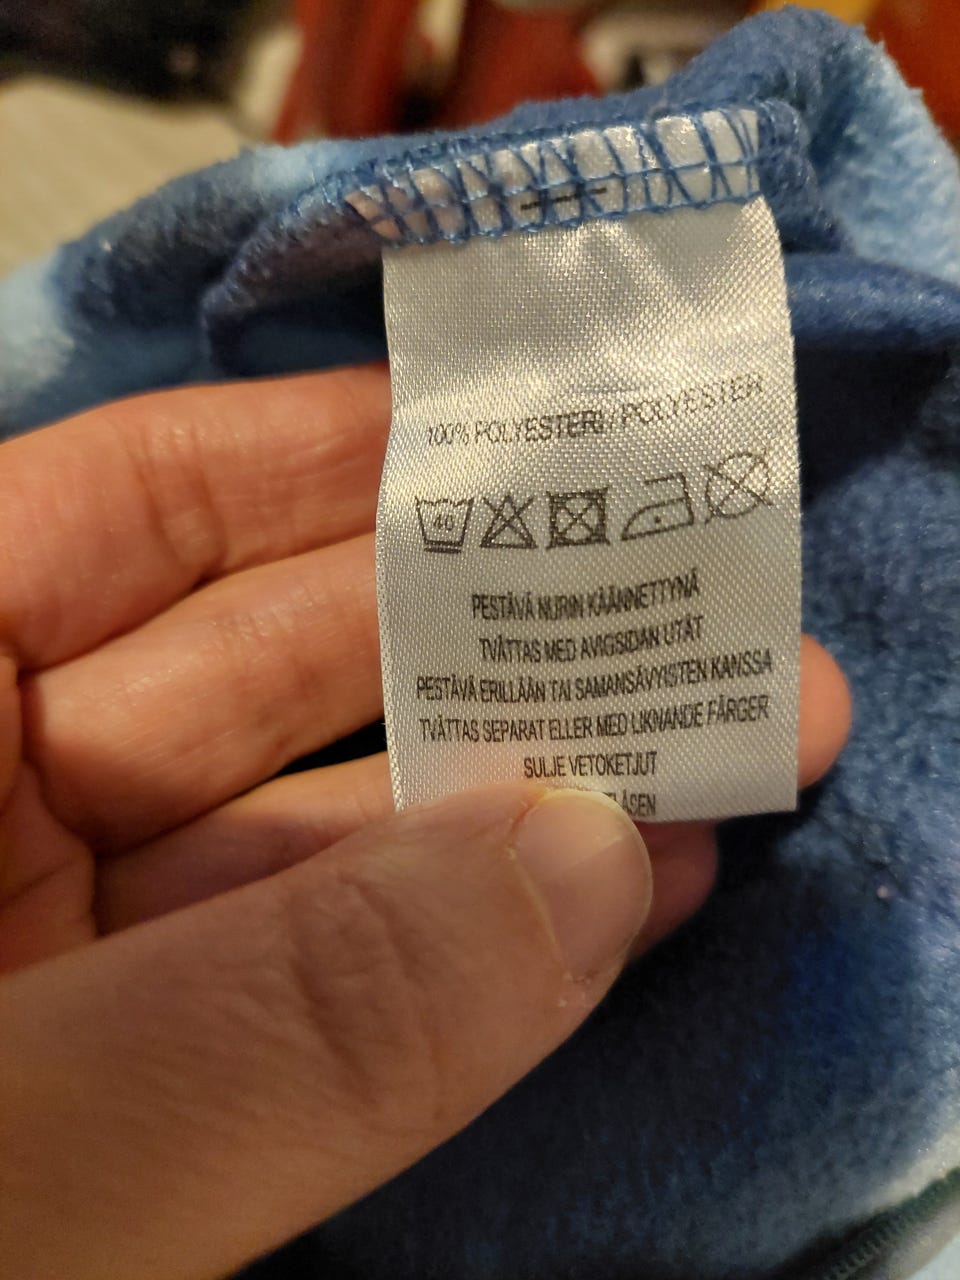 100% POLYESTERI / POLYESTER
40
PESTÄVÄ NURIN KÄÄNNETTYNÄ
TVÄTTAS MED AVIGSIDAN UTÅT
PESTÄVÄ ERILLÄÄN TAI SAMANSÄVYISTEN KANSSA
TVÄTTAS SEPARAT ELLER MED LIKNANDE FÄRGER
SULJE VETOKETJUT